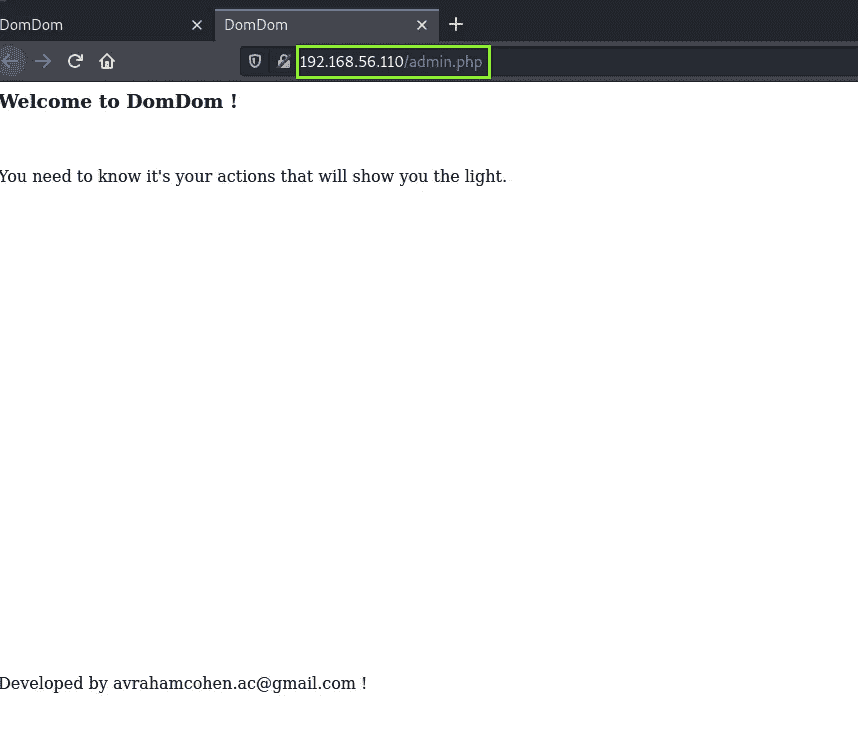 DomDom
DomDom
192.168.56.110/admin.php
Welcome to DomDom !
You need to know it's your actions that will show you the light.
Developed by avrahamcohen.ac@gmail.com !